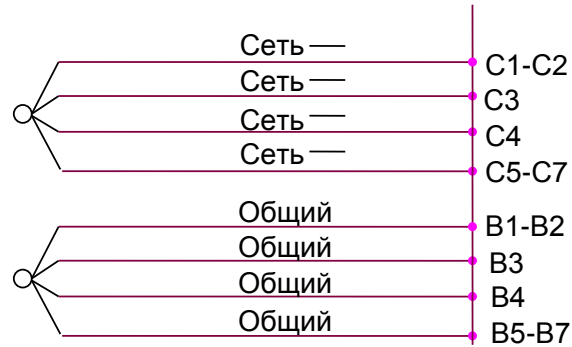 Сеть —
C1-C2
Сеть —
C3
Сеть —
C4
Сеть —
C5-C7
Общий
B1-B2
Общий
B3
Общий
B4
Общий
B5-B7